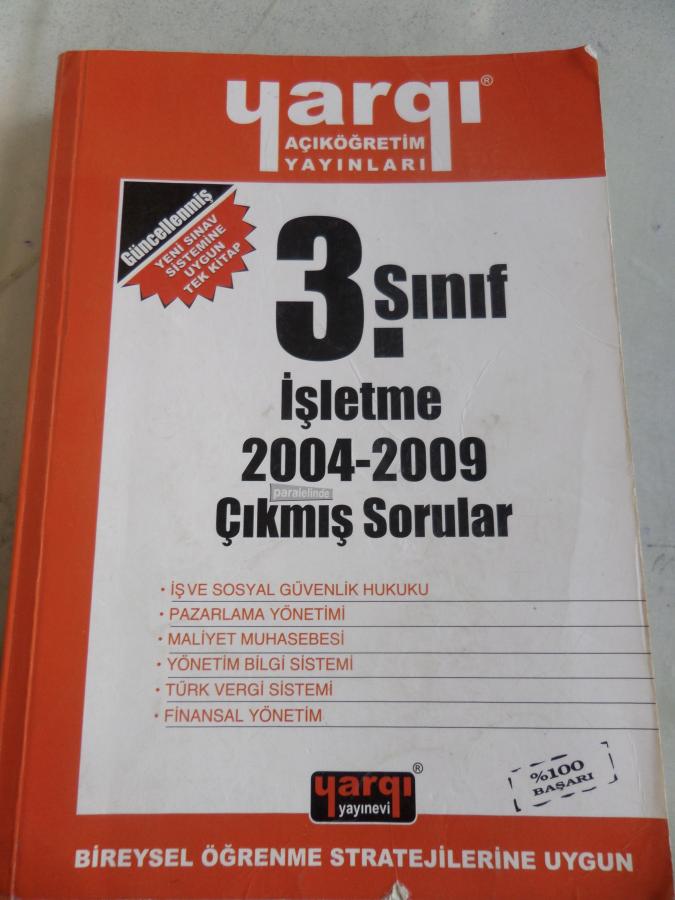 yargı®
AÇIKÖĞRETİM
YAYINLARI
Güncellenmiş
YENİ SINAV
SİSTEMİNE
UYGUN
TEK KİTAP
3. Sınıf
İşletme
2004-2009
paralelinde
Çıkmış Sorular
• İŞ VE SOSYAL GÜVENLİK HUKUKU
• PAZARLAMA YÖNETİMİ
• MALİYET MUHASEBESİ
• YÖNETİM BİLGİ SİSTEMİ
• TÜRK VERGİ SİSTEMİ
• FİNANSAL YÖNETİM
yargı®
yayınevi
%100
BAŞARI
BİREYSEL ÖĞRENME STRATEJİLERİNE UYGUN